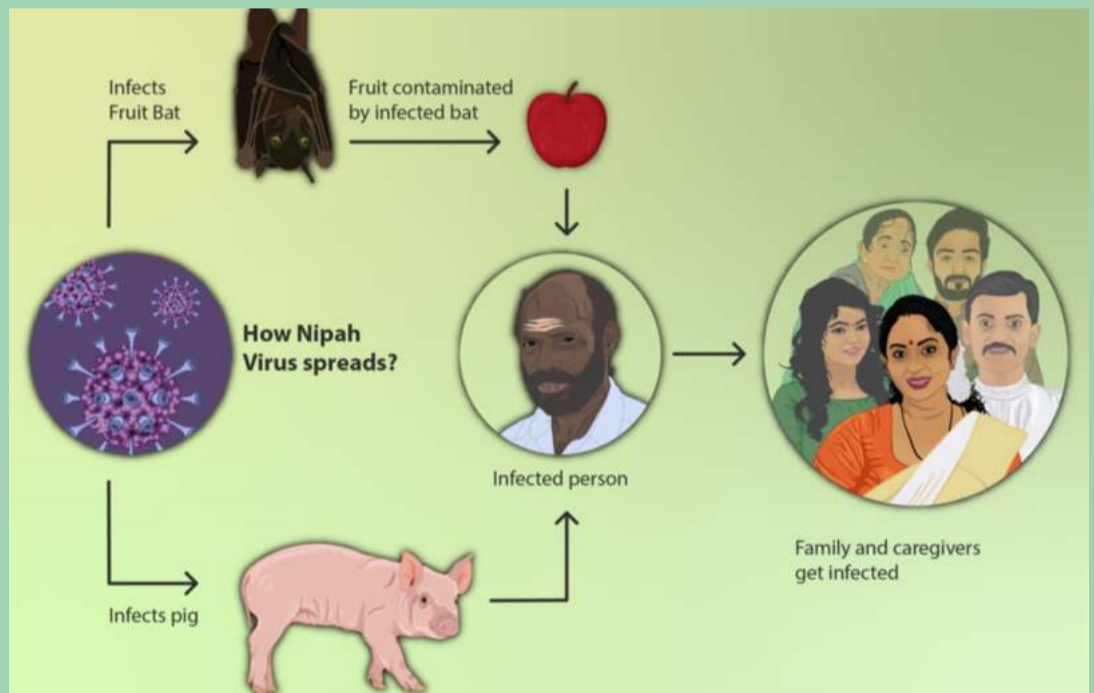 Infects
Fruit Bat
Fruit contaminated
by infected bat
How Nipah
Virus spreads?
Infected person
Infects pig
Family and caregivers
get infected